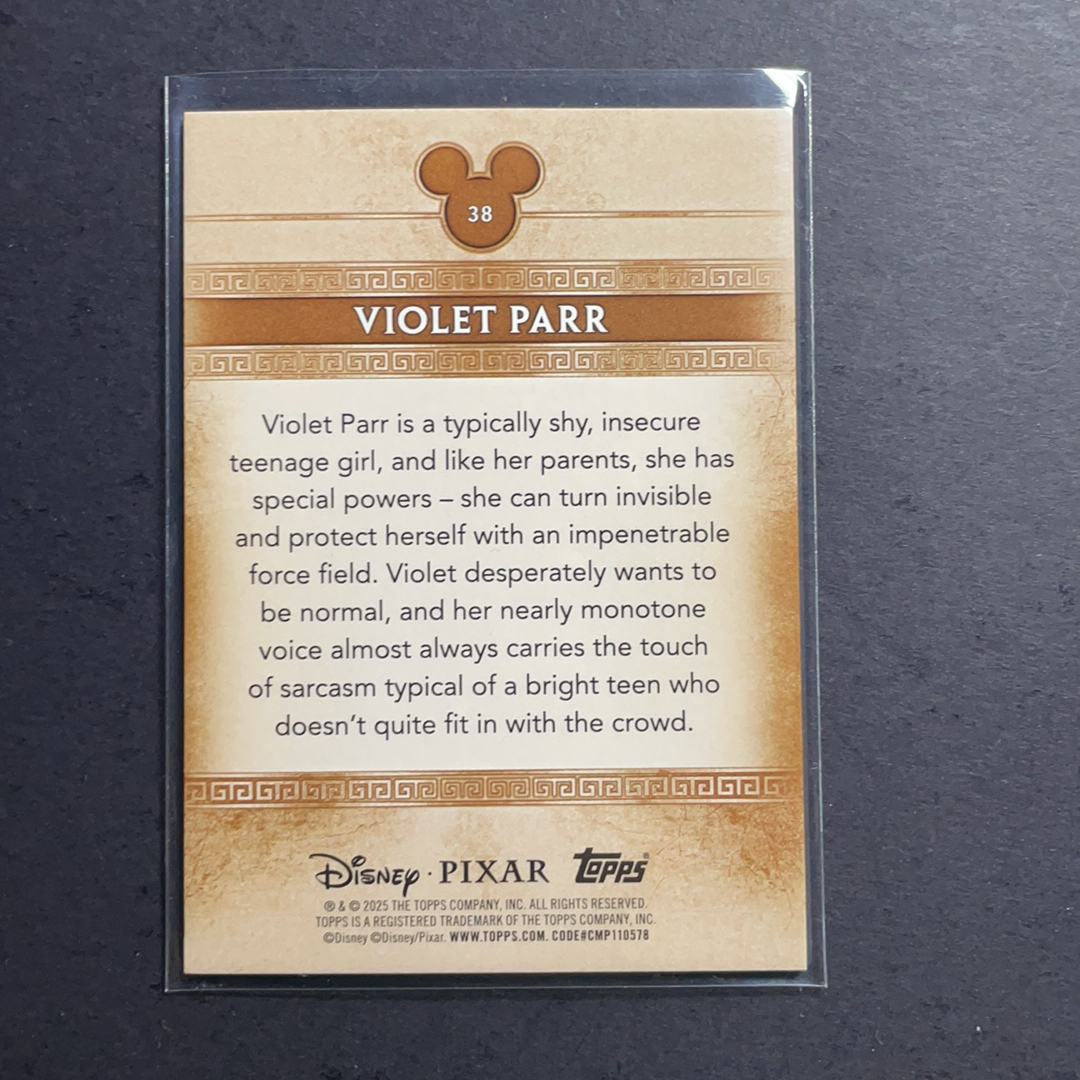 38
VIOLET PARR
Violet Parr is a typically shy, insecure
teenage girl, and like her parents, she has
special powers – she can turn invisible
and protect herself with an impenetrable
force field. Violet desperately wants to
be normal, and her nearly monotone
voice almost always carries the touch
of sarcasm typical of a bright teen who
doesn't quite fit in with the crowd.
Disney · PIXAR topps®
® & © 2025 THE TOPPS COMPANY, INC. ALL RIGHTS RESERVED.
TOPPS IS A REGISTERED TRADEMARK OF THE TOPPS COMPANY, INC.
©Disney ©Disney/Pixar. WWW.TOPPS.COM. CODE#CMP110578